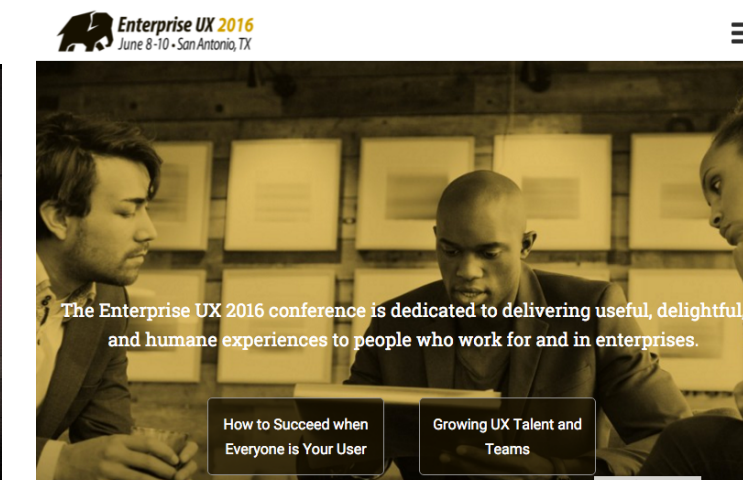 Enterprise UX 2016
June 8-10 • San Antonio, TX
The Enterprise UX 2016 conference is dedicated to delivering useful, delightful,
and humane experiences to people who work for and in enterprises.
How to Succeed when
Everyone is Your User
Growing UX Talent and
Teams